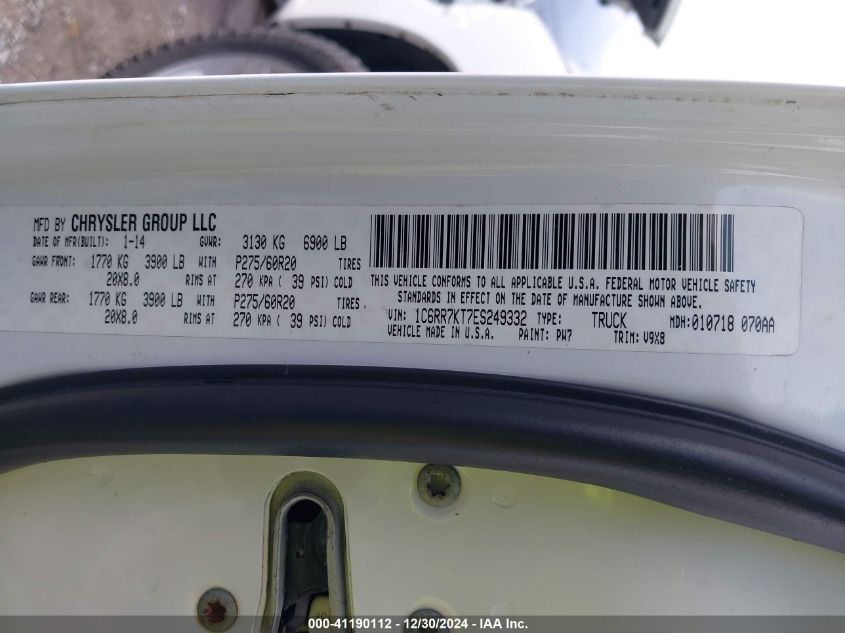 MFD BY CHRYSLER GROUP LLC
DATE OF MFR(BUILT): 1-14 GVWR: 3130 KG 6900 LB
GAWR FRONT: 1770 KG 3900 LB WITH P275/60R20 TIRES
20X8.0 RIMS AT 270 KPA ( 39 PSI) COLD
GAWR REAR: 1770 KG 3900 LB WITH P275/60R20 TIRES
20X8.0 RIMS AT 270 KPA ( 39 PSI) COLD
THIS VEHICLE CONFORMS TO ALL APPLICABLE U.S.A. FEDERAL MOTOR VEHICLE SAFETY
STANDARDS IN EFFECT ON THE DATE OF MANUFACTURE SHOWN ABOVE.
VIN: 1C6RR7KT7ES249332 TYPE: TRUCK MDH:010718 070AA
VEHICLE MADE IN U.S.A. PAINT: PW7 TRIM: V9X8
000-41190112 - 12/30/2024 - IAA Inc.